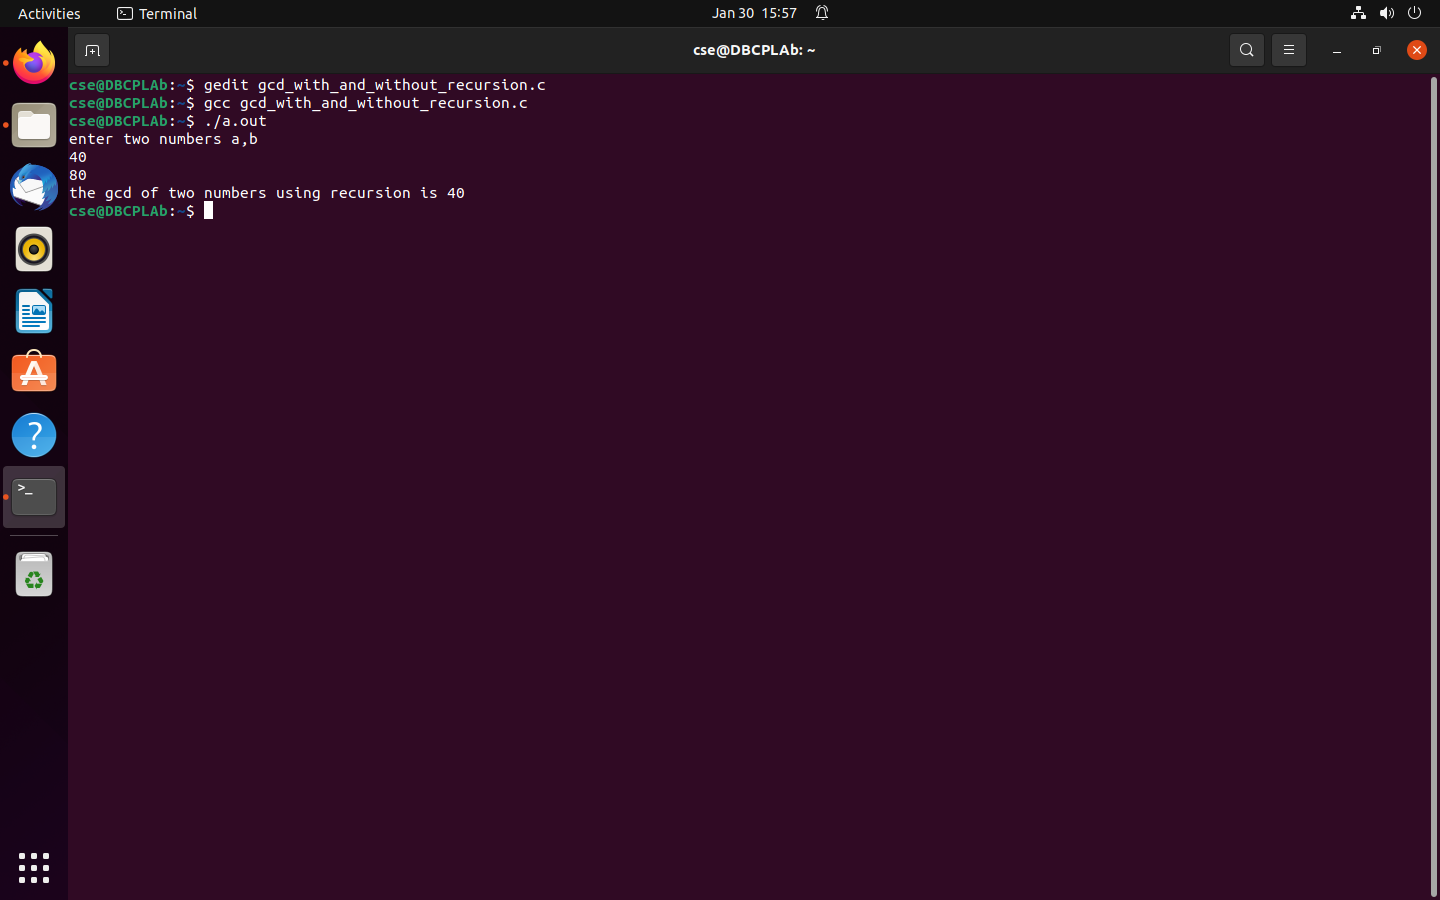 Activities
Terminal
Jan 30 15:57
cse@DBCPLAb: ~
cse@DBCPLAb:~$ gedit gcd_with_and_without_recursion.c
cse@DBCPLAb:~$ gcc gcd_with_and_without_recursion.c
cse@DBCPLAb:~$ ./a.out
enter two numbers a,b
40
80
the gcd of two numbers using recursion is 40
cse@DBCPLAb:~$